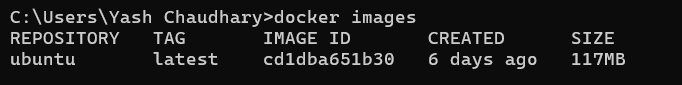 C:\Users\Yash Chaudhary>docker images
REPOSITORY   TAG       IMAGE ID       CREATED      SIZE
ubuntu       latest    cd1dba651b30   6 days ago   117MB